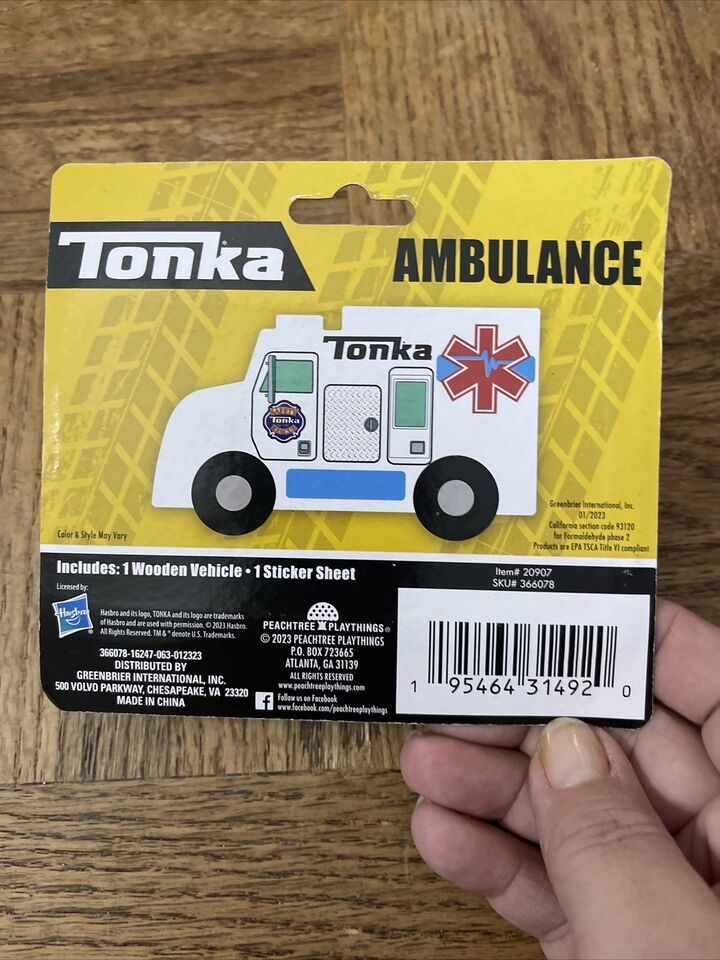 Tonka
AMBULANCE
Tonka
SAFETY
Tonka
RESCUE
Color & Style May Vary
Greenbrier International, Inc.
01/2023
California section code 93120
for Formaldehyde phase 2
Products are EPA TSCA Title VI compliant
Includes: 1 Wooden Vehicle • 1 Sticker Sheet
Item# 20907
SKU# 366078
Licensed by:
Hasbro
Hasbro and its logo, TONKA and its logo are trademarks
of Hasbro and are used with permission. © 2023 Hasbro.
All Rights Reserved. TM & ® denote U.S. Trademarks.
366078-16247-063-012323
DISTRIBUTED BY
GREENBRIER INTERNATIONAL, INC.
500 VOLVO PARKWAY, CHESAPEAKE, VA 23320
MADE IN CHINA
PEACHTREE PLAYTHINGS®
© 2023 PEACHTREE PLAYTHINGS
P.O. BOX 723665
ATLANTA, GA 31139
ALL RIGHTS RESERVED
www.peachtreeplaythings.com
Follow us on Facebook
www.facebook.com/peachtreeplaythings
1 95464 31492 0